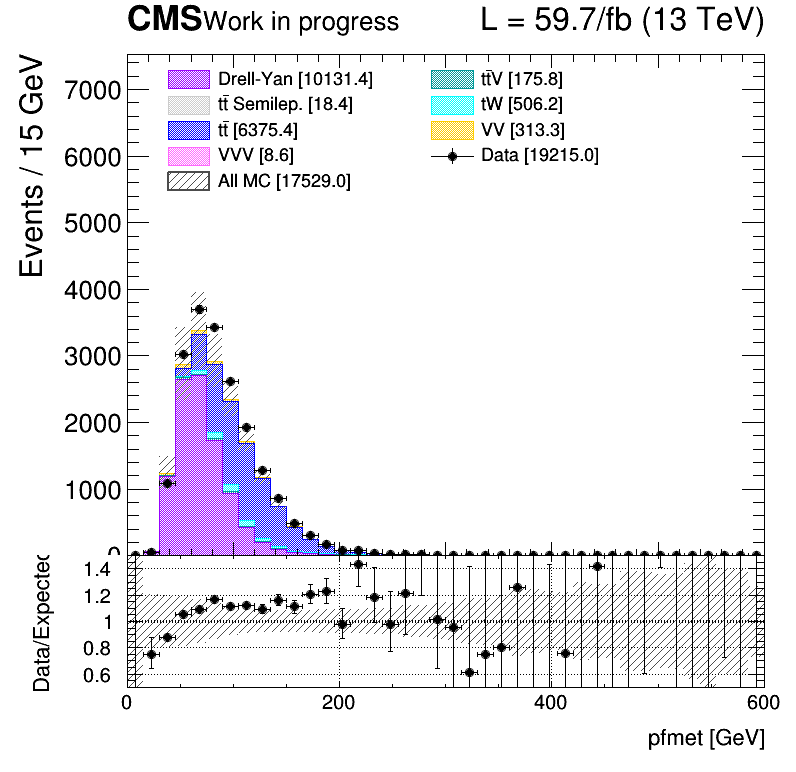 CMS Work in progress L = 59.7/fb (13 TeV)
Events / 15 GeV
7000
6000
5000
4000
3000
2000
1000
0
Drell-Yan [10131.4]
tt̄ Semilep. [18.4]
tt̄ [6375.4]
VVV [8.6]
All MC [17529.0]
tt̄V [175.8]
tW [506.2]
VV [313.3]
Data [19215.0]
Data/Expected
1.4
1.2
1
0.8
0.6
0 200 400 600
pfmet [GeV]